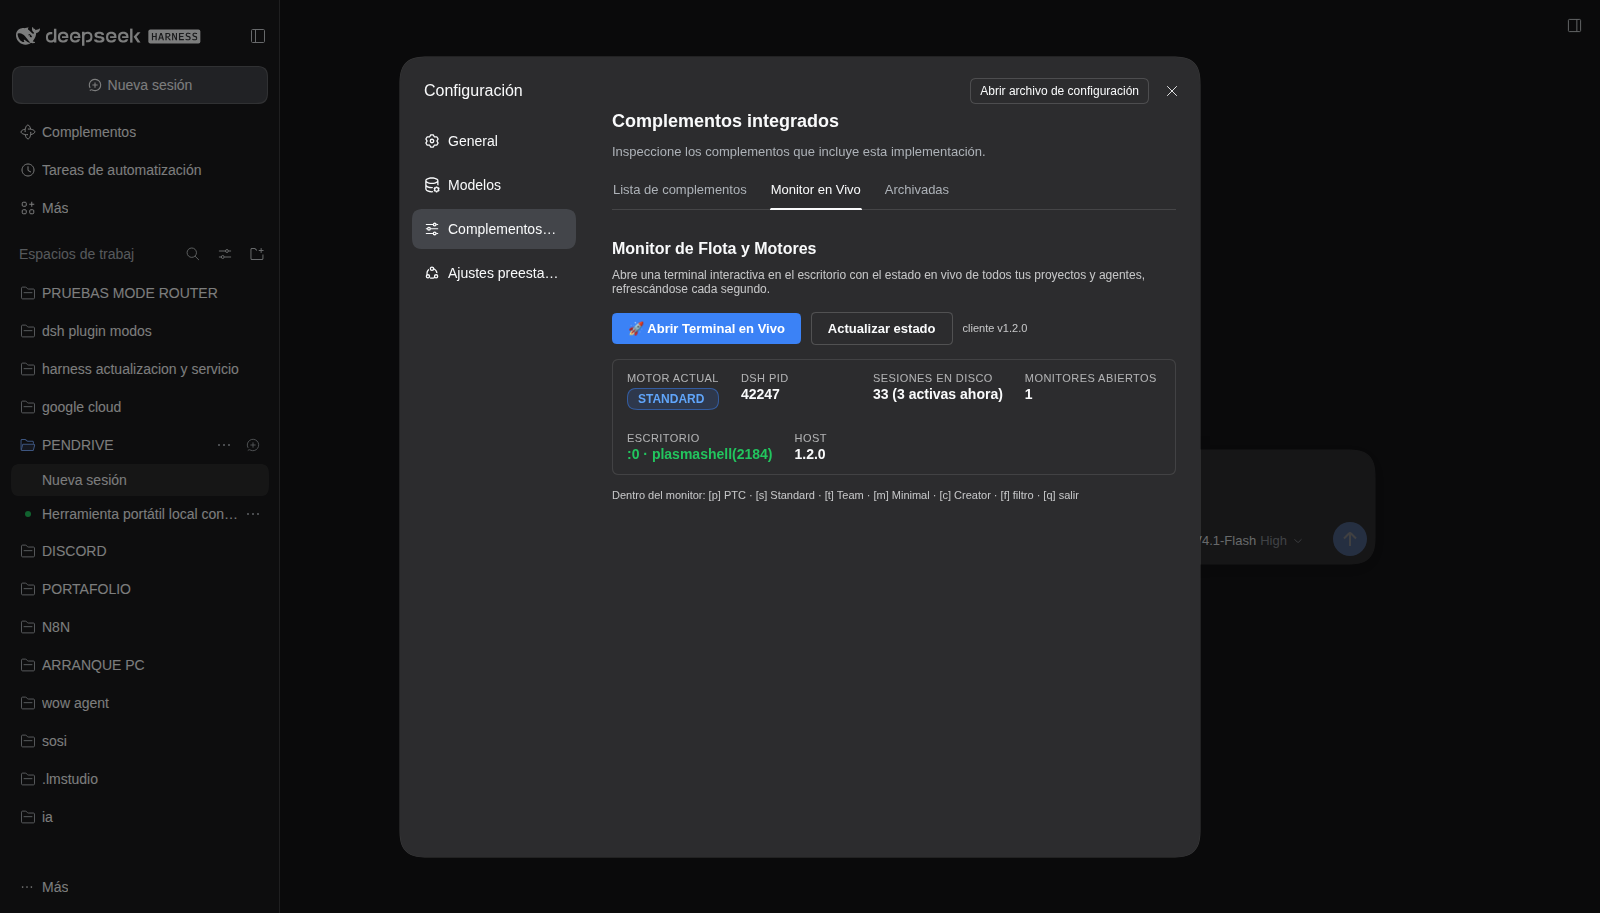 deepseek HARNESS
Nueva sesión
Complementos
Tareas de automatización
Más
Espacios de trabaj
PRUEBAS MODE ROUTER
dsh plugin modos
harness actualizacion y servicio
google cloud
PENDRIVE
Nueva sesión
Herramienta portátil local con…
DISCORD
PORTAFOLIO
N8N
ARRANQUE PC
wow agent
sosi
.lmstudio
ia
Más
Configuración
Abrir archivo de configuración
General
Modelos
Complementos…
Ajustes preesta…
Complementos integrados
Inspeccione los complementos que incluye esta implementación.
Lista de complementos
Monitor en Vivo
Archivadas
Monitor de Flota y Motores
Abre una terminal interactiva en el escritorio con el estado en vivo de todos tus proyectos y agentes,
refrescándose cada segundo.
🚀 Abrir Terminal en Vivo
Actualizar estado
cliente v1.2.0
MOTOR ACTUAL
STANDARD
DSH PID
42247
SESIONES EN DISCO
33 (3 activas ahora)
MONITORES ABIERTOS
1
ESCRITORIO
:0 · plasmashell(2184)
HOST
1.2.0
Dentro del monitor: [p] PTC · [s] Standard · [t] Team · [m] Minimal · [c] Creator · [f] filtro · [q] salir
4.1-Flash High